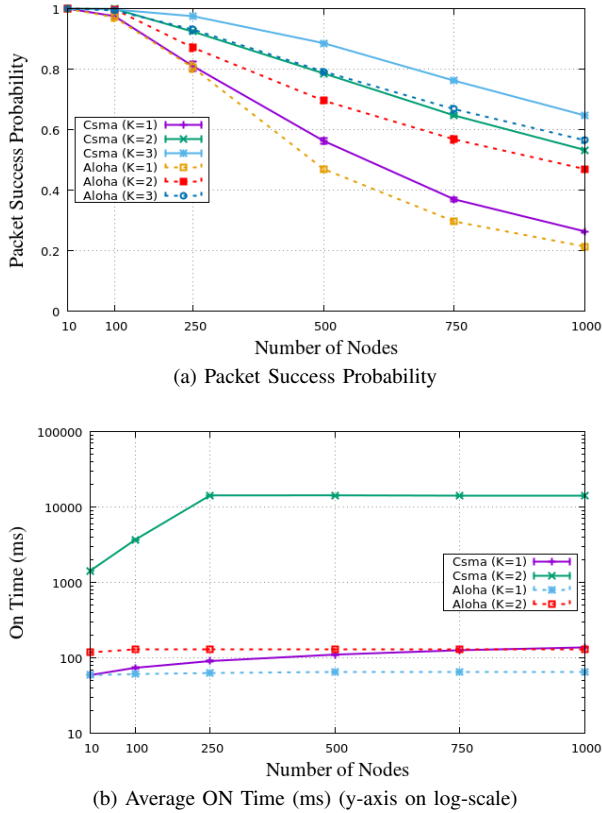 1
0.8
0.6
0.4
0.2
0
Packet Success Probability
Csma (K=1)
Csma (K=2)
Csma (K=3)
Aloha (K=1)
Aloha (K=2)
Aloha (K=3)
10 100 250 500 750 1000
Number of Nodes
(a) Packet Success Probability
100000
10000
1000
100
10
On Time (ms)
Csma (K=1)
Csma (K=2)
Aloha (K=1)
Aloha (K=2)
10 100 250 500 750 1000
Number of Nodes
(b) Average ON Time (ms) (y-axis on log-scale)